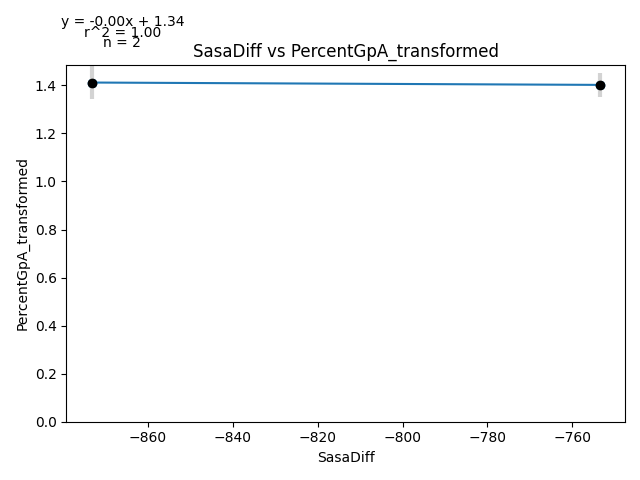 y = -0.00x + 1.34
r^2 = 1.00
n = 2
SasaDiff vs PercentGpA_transformed
1.4
1.2
1.0
0.8
0.6
0.4
0.2
0.0
PercentGpA_transformed
−860
−840
−820
−800
−780
−760
SasaDiff